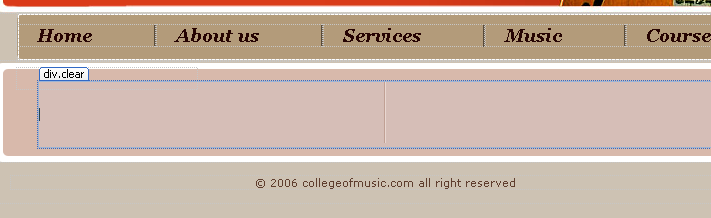 Home About us Services Music Course
div.clear
© 2006 collegeofmusic.com all right reserved